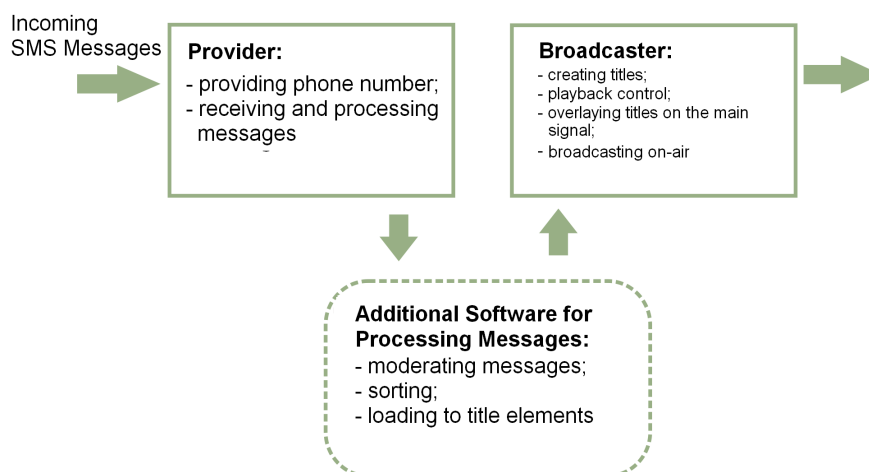 Incoming
SMS Messages
Provider:
- providing phone number;
- receiving and processing
messages
Broadcaster:
- creating titles;
- playback control;
- overlaying titles on the main
signal;
- broadcasting on-air
Additional Software for
Processing Messages:
- moderating messages;
- sorting;
- loading to title elements